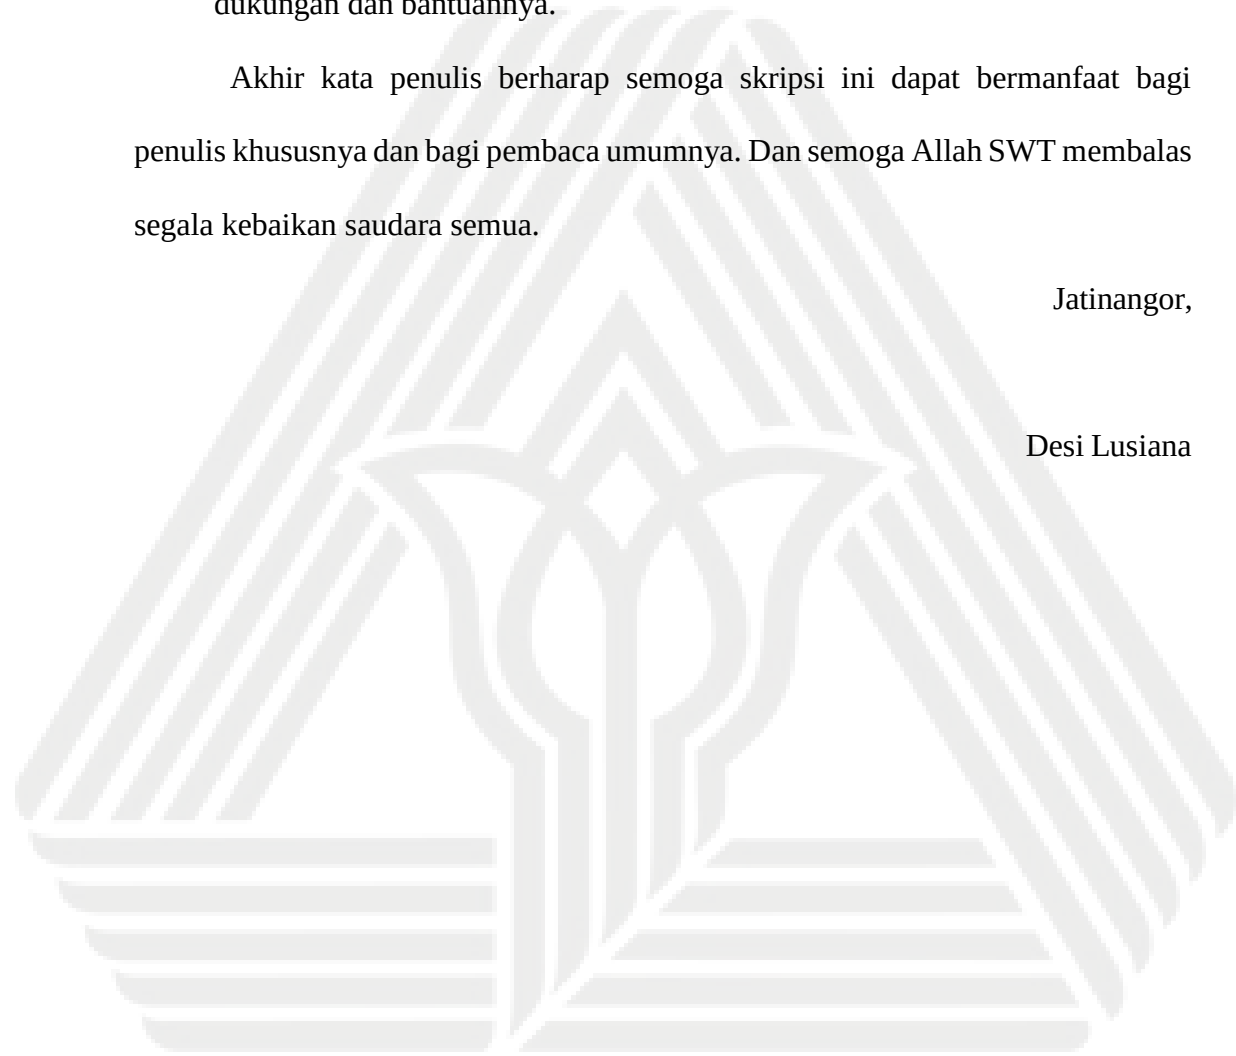 dukungan dan bantuannya.
Akhir kata penulis berharap semoga skripsi ini dapat bermanfaat bagi
penulis khususnya dan bagi pembaca umumnya. Dan semoga Allah SWT membalas
segala kebaikan saudara semua.
Jatinangor,
Desi Lusiana